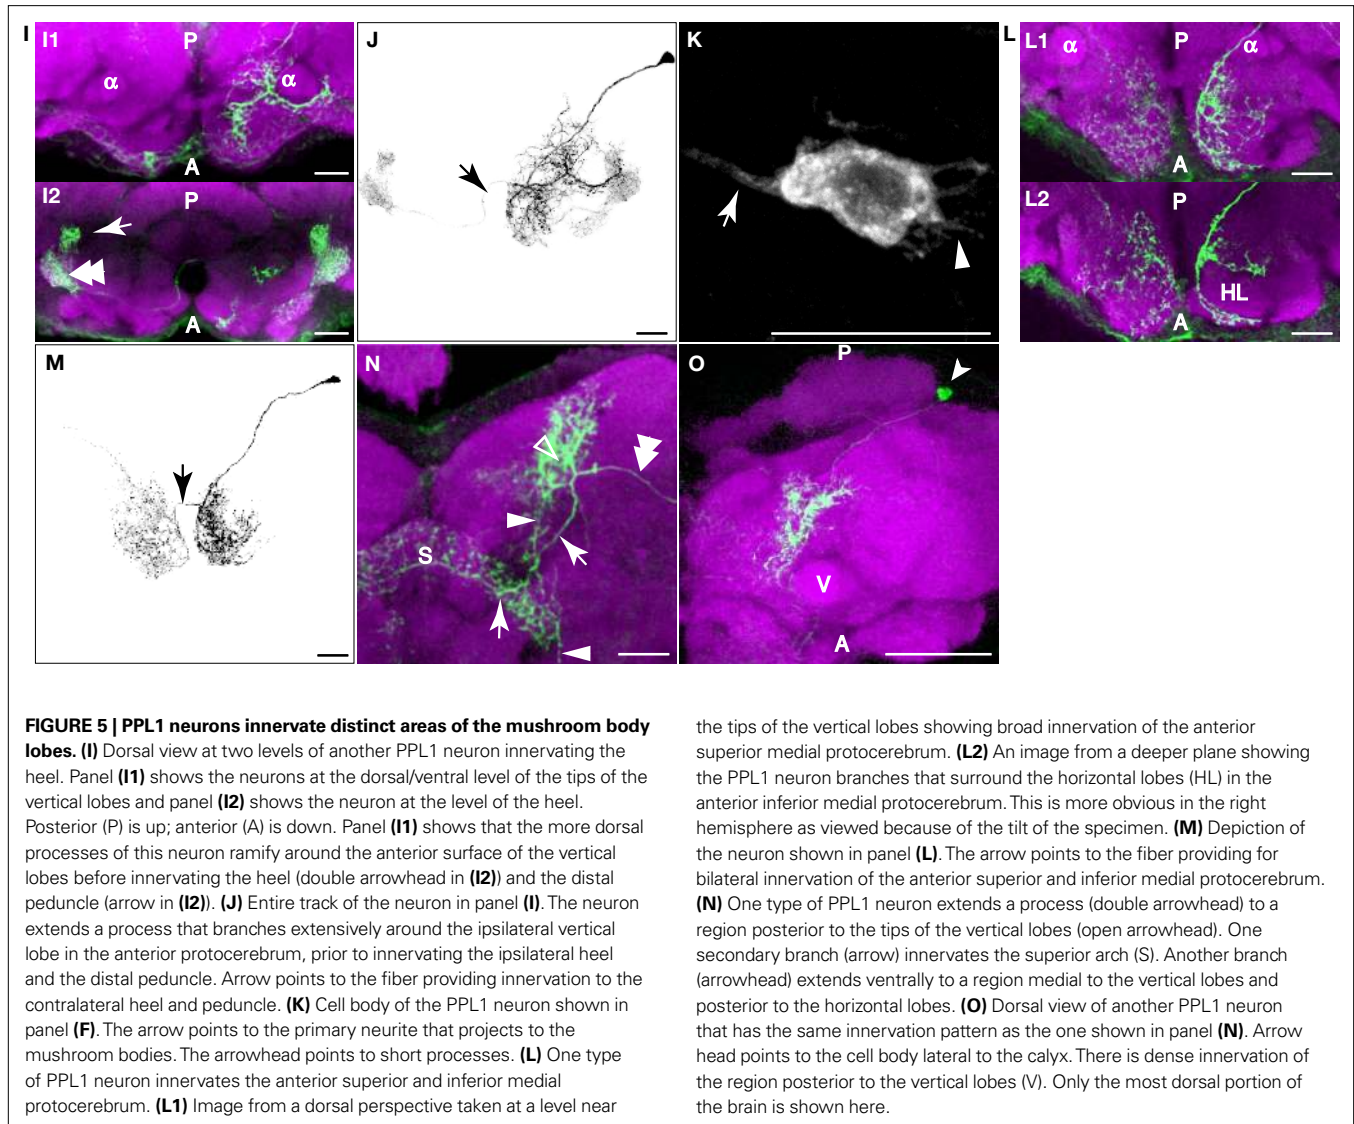 I
I1
P
α
α
A
I2
P
A
J
K
L
L1
α
P
α
A
L2
P
HL
A
M
N
S
O
P
V
A
FIGURE 5 | PPL1 neurons innervate distinct areas of the mushroom body
lobes. (I) Dorsal view at two levels of another PPL1 neuron innervating the
heel. Panel (I1) shows the neurons at the dorsal/ventral level of the tips of the
vertical lobes and panel (I2) shows the neuron at the level of the heel.
Posterior (P) is up; anterior (A) is down. Panel (I1) shows that the more dorsal
processes of this neuron ramify around the anterior surface of the vertical
lobes before innervating the heel (double arrowhead in (I2)) and the distal
peduncle (arrow in (I2)). (J) Entire track of the neuron in panel (I). The neuron
extends a process that branches extensively around the ipsilateral vertical
lobe in the anterior protocerebrum, prior to innervating the ipsilateral heel
and the distal peduncle. Arrow points to the fiber providing innervation to the
contralateral heel and peduncle. (K) Cell body of the PPL1 neuron shown in
panel (F). The arrow points to the primary neurite that projects to the
mushroom bodies. The arrowhead points to short processes. (L) One type
of PPL1 neuron innervates the anterior superior and inferior medial
protocerebrum. (L1) Image from a dorsal perspective taken at a level near
the tips of the vertical lobes showing broad innervation of the anterior
superior medial protocerebrum. (L2) An image from a deeper plane showing
the PPL1 neuron branches that surround the horizontal lobes (HL) in the
anterior inferior medial protocerebrum. This is more obvious in the right
hemisphere as viewed because of the tilt of the specimen. (M) Depiction of
the neuron shown in panel (L). The arrow points to the fiber providing for
bilateral innervation of the anterior superior and inferior medial protocerebrum.
(N) One type of PPL1 neuron extends a process (double arrowhead) to a
region posterior to the tips of the vertical lobes (open arrowhead). One
secondary branch (arrow) innervates the superior arch (S). Another branch
(arrowhead) extends ventrally to a region medial to the vertical lobes and
posterior to the horizontal lobes. (O) Dorsal view of another PPL1 neuron
that has the same innervation pattern as the one shown in panel (N). Arrow
head points to the cell body lateral to the calyx. There is dense innervation of
the region posterior to the vertical lobes (V). Only the most dorsal portion of
the brain is shown here.